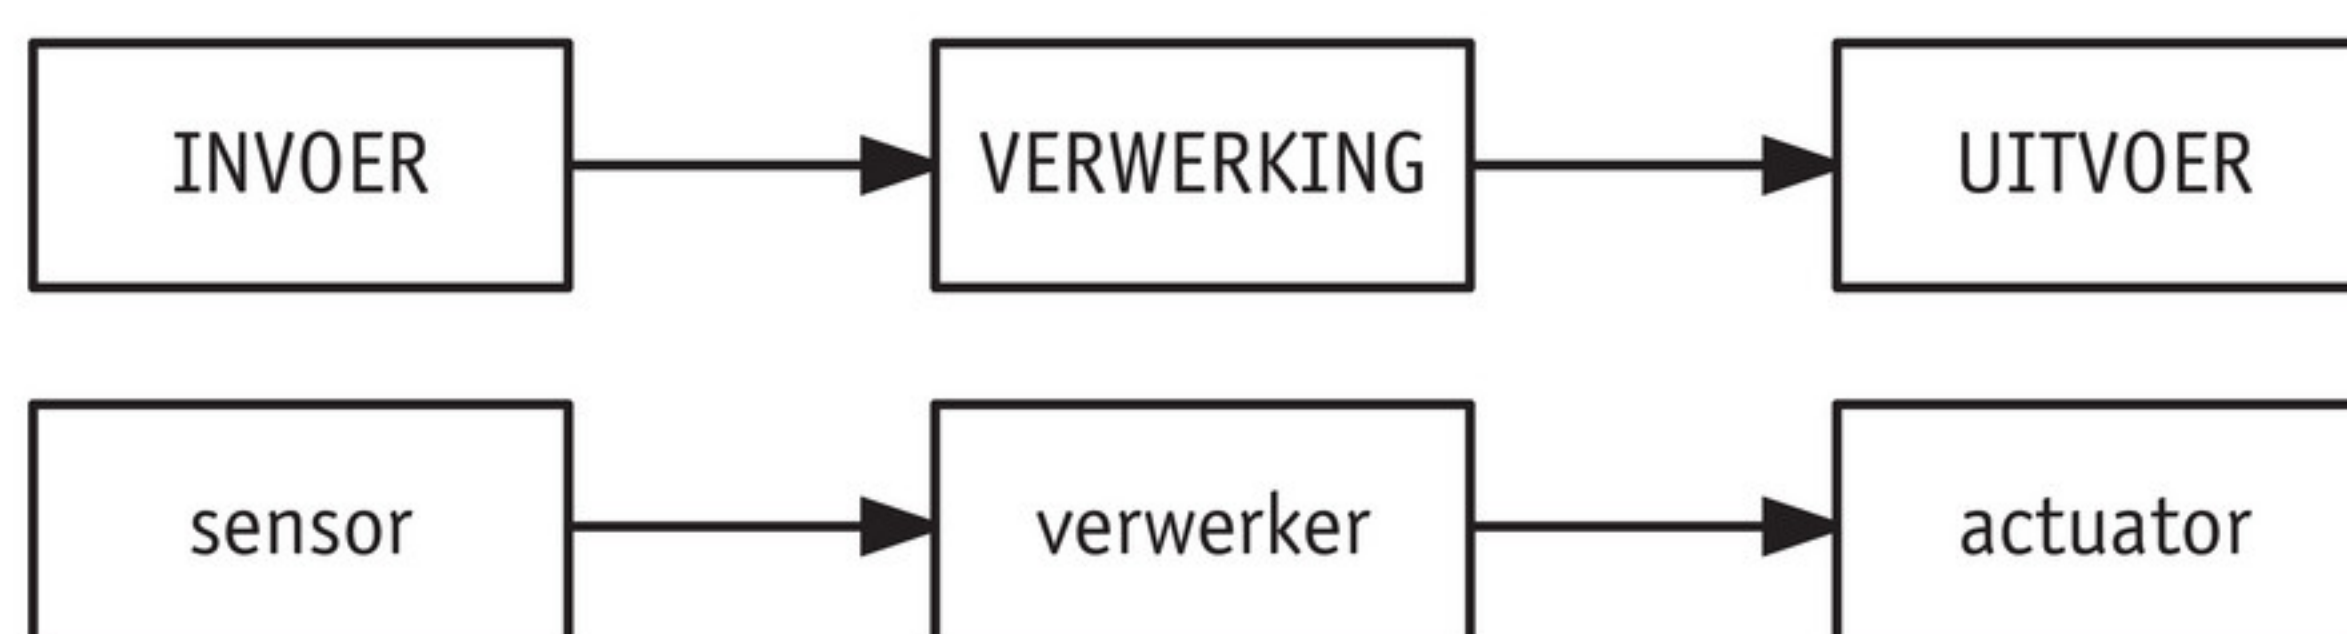 INVOER VERWERKING UITVOER
sensor verwerker actuator